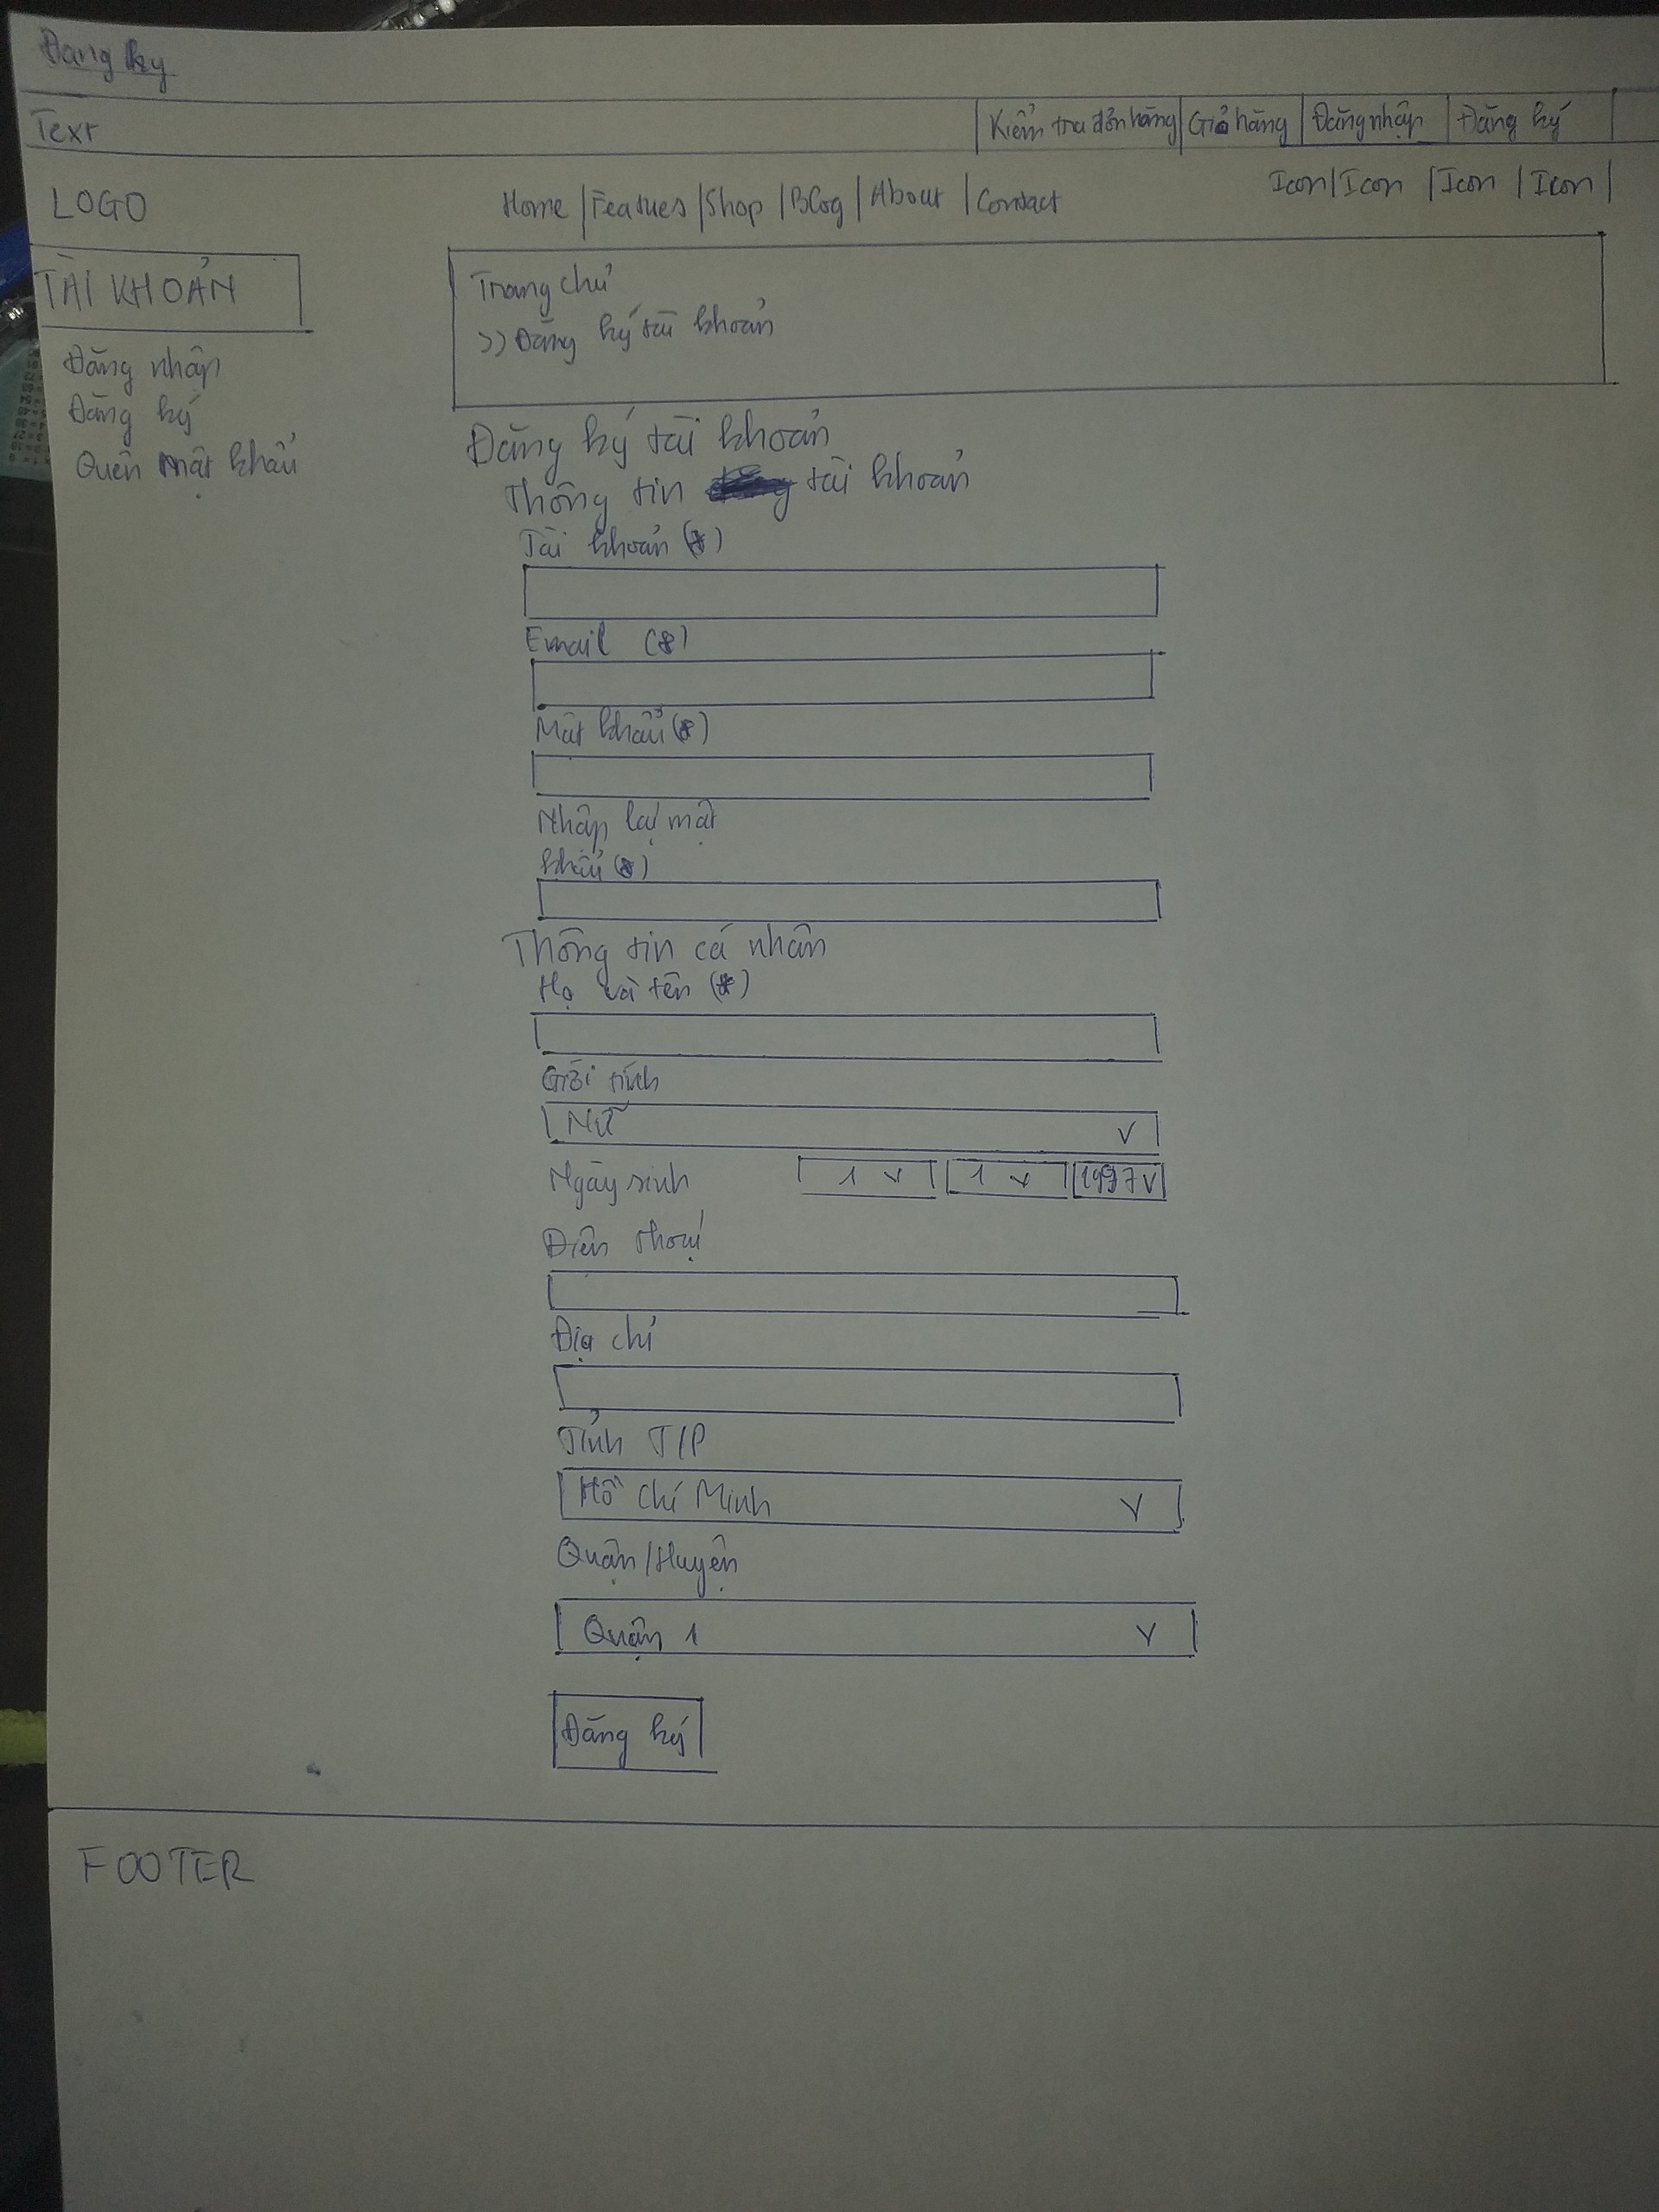 Đăng ký
Text Kiểm tra đơn hàng Giỏ hàng Đăng nhập Đăng ký
LOGO Home | Featues | Shop | Blog | About | Contact Icon | Icon | Icon | Icon |
TÀI KHOẢN
Đăng nhập
Đăng ký
Quên mật khẩu
Trang chủ
>> Đăng ký tài khoản
Đăng ký tài khoản
Thông tin tài khoản
Tài khoản (*)
Email (*)
Mật khẩu (*)
Nhập lại mật
khẩu (*)
Thông tin cá nhân
Họ và tên (*)
Giới tính
Nữ V
Ngày sinh 1 v 1 v 1997 V
Điện thoại
Địa chỉ
Tỉnh T/P
Hồ Chí Minh V
Quận/Huyện
Quận 1 V
Đăng ký
FOOTER